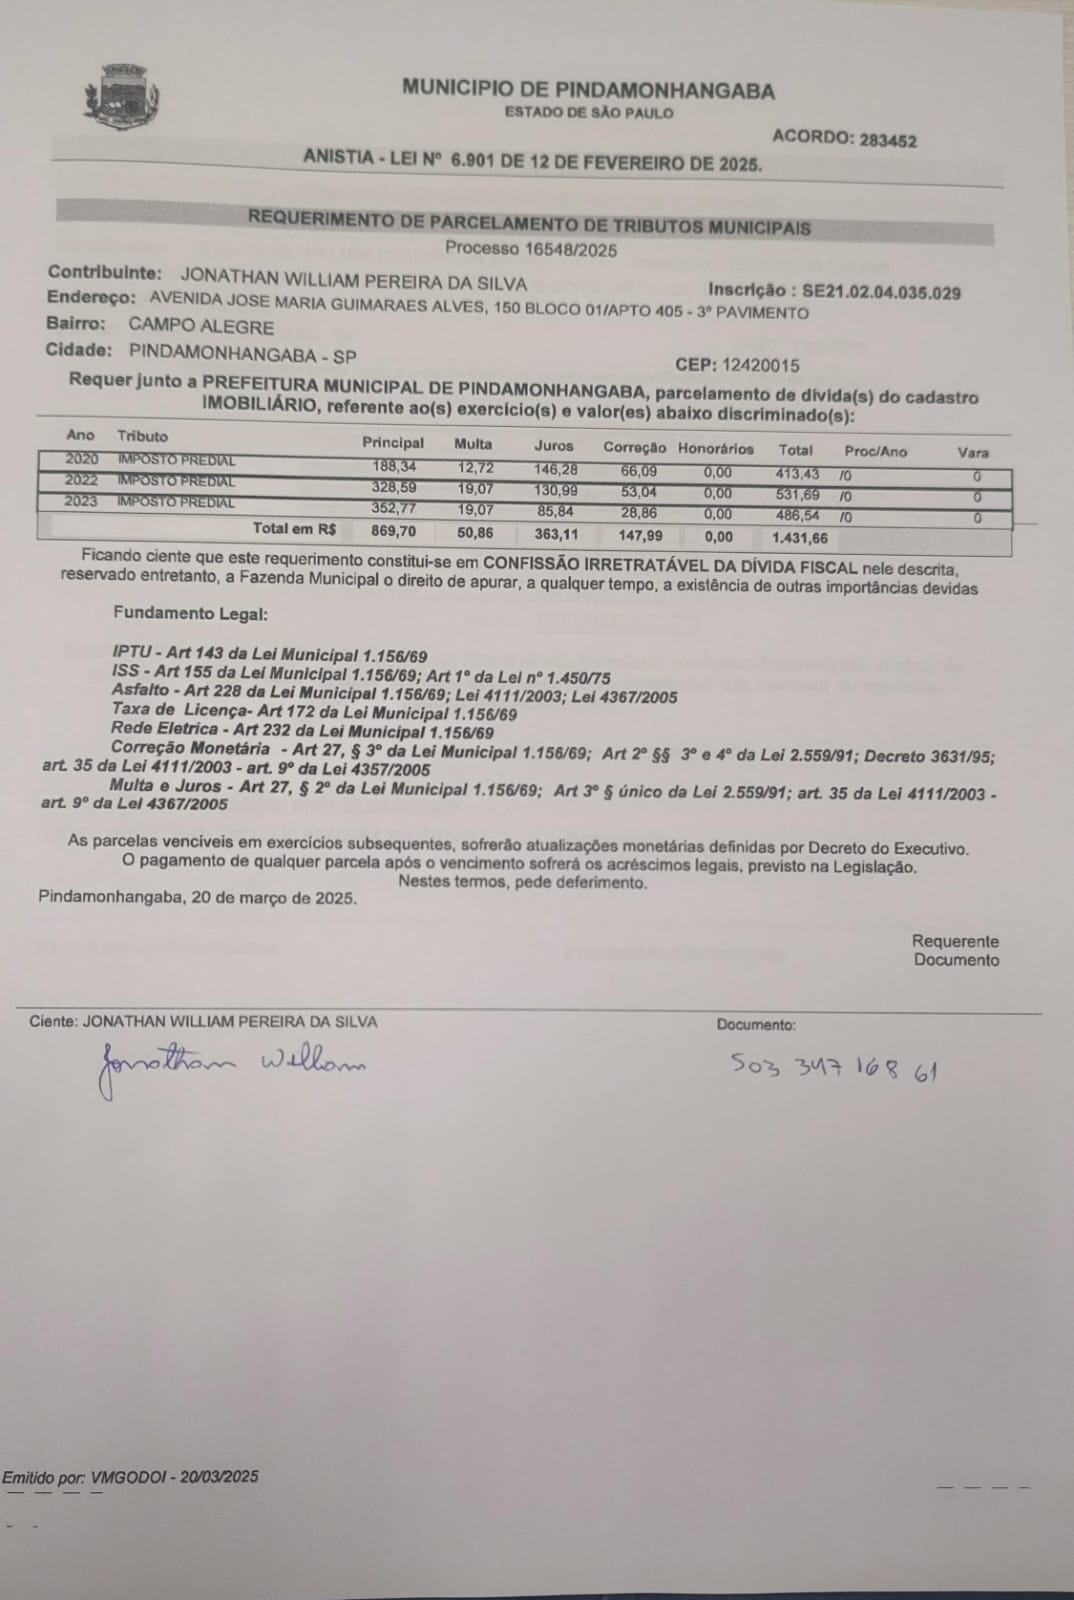 MUNICIPIO DE PINDAMONHANGABA
ESTADO DE SÃO PAULO
ACORDO: 283452
ANISTIA - LEI Nº 6.901 DE 12 DE FEVEREIRO DE 2025.
REQUERIMENTO DE PARCELAMENTO DE TRIBUTOS MUNICIPAIS
Processo 16548/2025
Contribuinte: JONATHAN WILLIAM PEREIRA DA SILVA
Inscrição : SE21.02.04.035.029
Endereço: AVENIDA JOSE MARIA GUIMARAES ALVES, 150 BLOCO 01/APTO 405 - 3º PAVIMENTO
Bairro: CAMPO ALEGRE
Cidade: PINDAMONHANGABA - SP
CEP: 12420015
Requer junto a PREFEITURA MUNICIPAL DE PINDAMONHANGABA, parcelamento de divida(s) do cadastro
IMOBILIÁRIO, referente ao(s) exercício(s) e valor(es) abaixo discriminado(s):
Ano Tributo Principal Multa Juros Correção Honorários Total Proc/Ano Vara
2020 IMPOSTO PREDIAL 188,34 12,72 146,28 66,09 0,00 413,43 /0 0
2022 IMPOSTO PREDIAL 328,59 19,07 130,99 53,04 0,00 531,69 /0 0
2023 IMPOSTO PREDIAL 352,77 19,07 85,84 28,86 0,00 486,54 /0 0
Total em R$ 869,70 50,86 363,11 147,99 0,00 1.431,66
Ficando ciente que este requerimento constitui-se em CONFISSÃO IRRETRATÁVEL DA DÍVIDA FISCAL nele descrita,
reservado entretanto, a Fazenda Municipal o direito de apurar, a qualquer tempo, a existência de outras importâncias devidas
Fundamento Legal:
IPTU - Art 143 da Lei Municipal 1.156/69
ISS - Art 155 da Lei Municipal 1.156/69; Art 1º da Lei nº 1.450/75
Asfalto - Art 228 da Lei Municipal 1.156/69; Lei 4111/2003; Lei 4367/2005
Taxa de Licença- Art 172 da Lei Municipal 1.156/69
Rede Eletrica - Art 232 da Lei Municipal 1.156/69
Correção Monetária - Art 27, § 3º da Lei Municipal 1.156/69; Art 2º §§ 3º e 4º da Lei 2.559/91; Decreto 3631/95;
art. 35 da Lei 4111/2003 - art. 9º da Lei 4357/2005
Multa e Juros - Art 27, § 2º da Lei Municipal 1.156/69; Art 3º § único da Lei 2.559/91; art. 35 da Lei 4111/2003 -
art. 9º da Lei 4367/2005
As parcelas vencíveis em exercícios subsequentes, sofrerão atualizações monetárias definidas por Decreto do Executivo.
O pagamento de qualquer parcela após o vencimento sofrerá os acréscimos legais, previsto na Legislação.
Nestes termos, pede deferimento.
Pindamonhangaba, 20 de março de 2025.
Requerente
Documento
Ciente: JONATHAN WILLIAM PEREIRA DA SILVA
Documento:
Jonathan William
503 347 168 61
Emitido por: VMGODOI - 20/03/2025